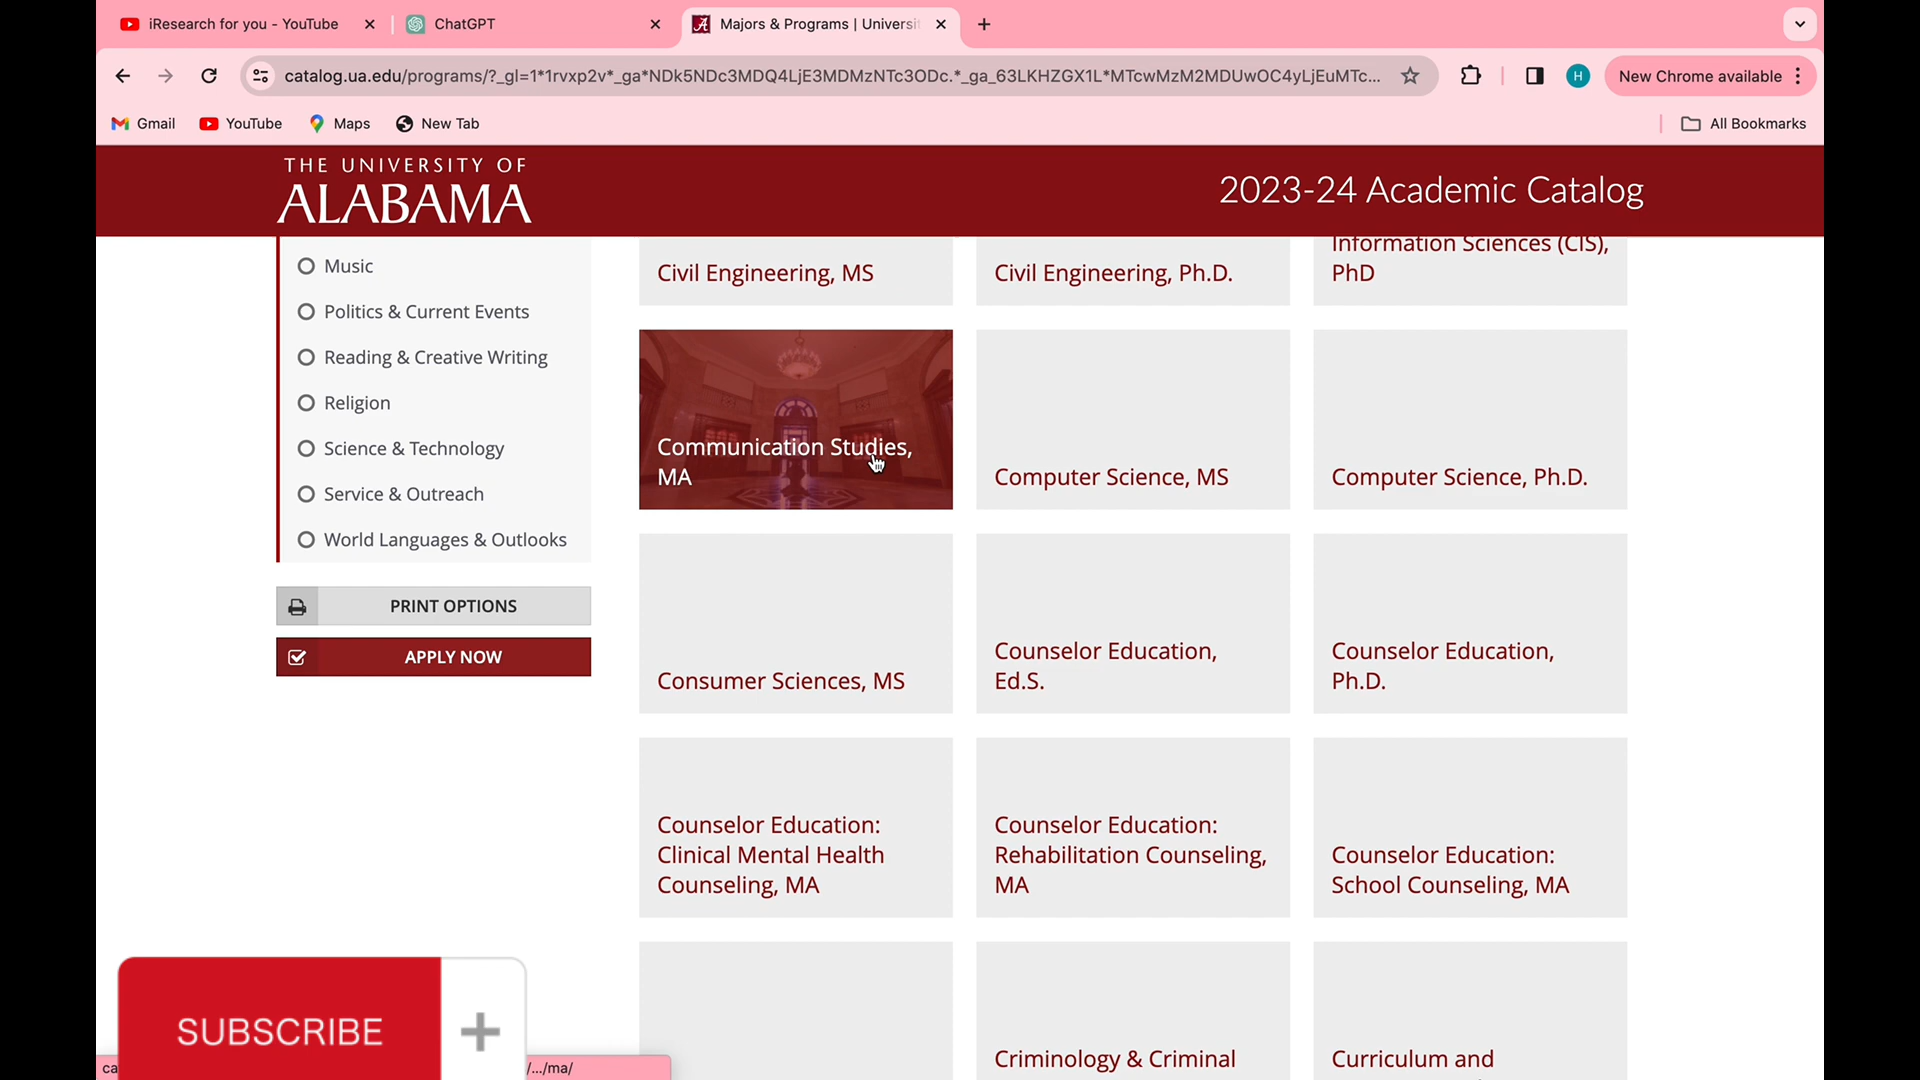 iResearch for you - YouTube
ChatGPT
Majors & Programs | Universi
catalog.ua.edu/programs/?_gl=1*1rvxp2v*_ga*NDk5NDc3MDQ4LjE3MDMzNTc3ODc.*_ga_63LKHZGX1L*MTcwMzM2MDUwOC4yLjEuMTc...
H
New Chrome available
Gmail
YouTube
Maps
New Tab
All Bookmarks
THE UNIVERSITY OF
ALABAMA
2023-24 Academic Catalog
Music
Politics & Current Events
Reading & Creative Writing
Religion
Science & Technology
Service & Outreach
World Languages & Outlooks
PRINT OPTIONS
APPLY NOW
Civil Engineering, MS
Civil Engineering, Ph.D.
Information Sciences (CIS),
PhD
Communication Studies,
MA
Computer Science, MS
Computer Science, Ph.D.
Consumer Sciences, MS
Counselor Education,
Ed.S.
Counselor Education,
Ph.D.
Counselor Education:
Clinical Mental Health
Counseling, MA
Counselor Education:
Rehabilitation Counseling,
MA
Counselor Education:
School Counseling, MA
Criminology & Criminal
Curriculum and
SUBSCRIBE
ca
/.../ma/